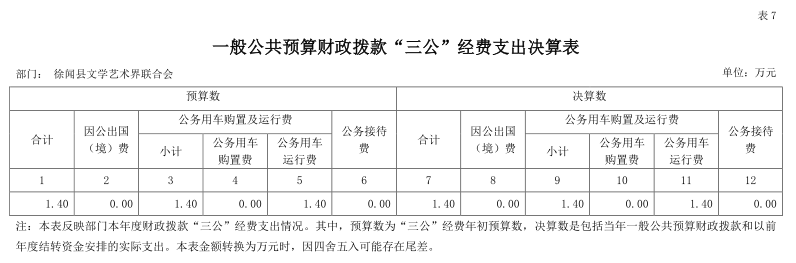 表 7
一般公共预算财政拨款“三公”经费支出决算表
部门： 徐闻县文学艺术界联合会 单位：万元
预算数 决算数
合计 因公出国（境）费 公务用车购置及运行费 公务接待费 合计 因公出国（境）费 公务用车购置及运行费 公务接待费
小计 公务用车购置费 公务用车运行费 小计 公务用车购置费 公务用车运行费
1 2 3 4 5 6 7 8 9 10 11 12
1.40 0.00 1.40 0.00 1.40 0.00 1.40 0.00 1.40 0.00 1.40 0.00
注：本表反映部门本年度财政拨款“三公”经费支出情况。其中，预算数为“三公”经费年初预算数，决算数是包括当年一般公共预算财政拨款和以前
年度结转资金安排的实际支出。本表金额转换为万元时，因四舍五入可能存在尾差。